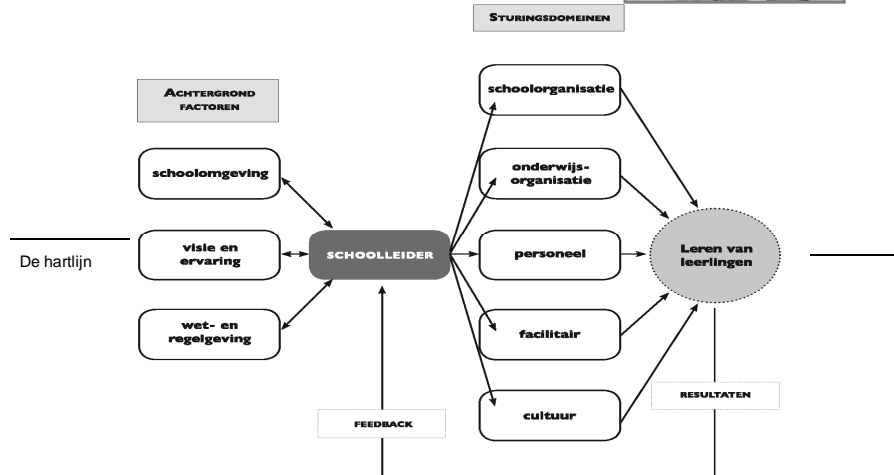 STURINGSDOMEINEN
ACHTERGROND
FACTOREN
schoolorganisatie
schoolomgeving
onderwijs-
organisatie
De hartlijn
visie en
ervaring
SCHOOLLEIDER
personeel
Leren van
leerlingen
wet- en
regelgeving
facilitair
RESULTATEN
cultuur
FEEDBACK